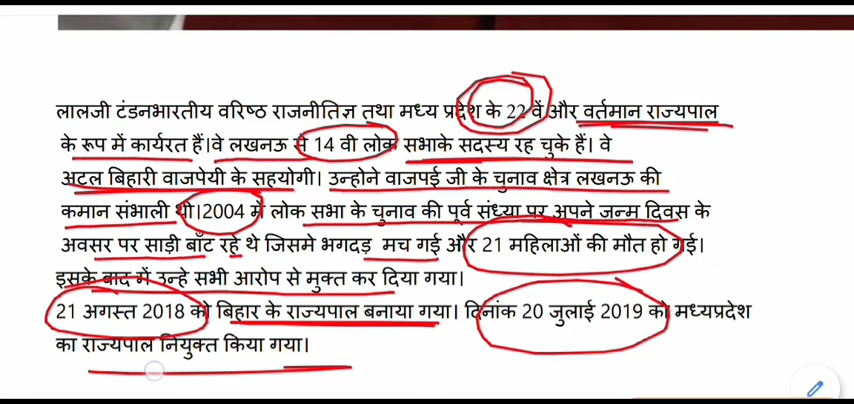 लालजी टंडनभारतीय वरिष्ठ राजनीतिज्ञ तथा मध्य प्रदेश के 22 वें और वर्तमान राज्यपाल
के रूप में कार्यरत हैं।वे लखनऊ से 14 वी लोक सभाके सदस्य रह चुके हैं। वे
अटल बिहारी वाजपेयी के सहयोगी। उन्होने वाजपई जी के चुनाव क्षेत्र लखनऊ की
कमान संभाली थी।2004 में लोक सभा के चुनाव की पूर्व संध्या पर अपने जन्म दिवस के
अवसर पर साड़ी बाँट रहे थे जिसमे भगदड़ मच गई और 21 महिलाओं की मौत हो गई।
इसके बाद में उन्हे सभी आरोप से मुक्त कर दिया गया।
21 अगस्त 2018 को बिहार के राज्यपाल बनाया गया। दिनांक 20 जुलाई 2019 को मध्यप्रदेश
का राज्यपाल नियुक्त किया गया।